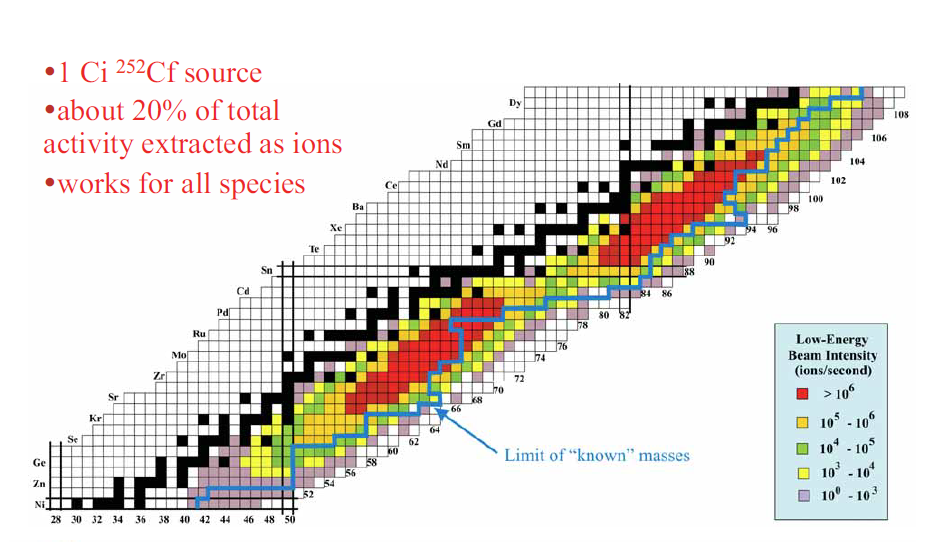 •1 Ci ²⁵²Cf source
•about 20% of total
activity extracted as ions
•works for all species
Dy
Gd
Sm
Nd
Ce
Ba
Xe
Te
Sn
Cd
Pd
Ru
Mo
Zr
Sr
Kr
Se
Ge
Zn
Ni
28 30 32 34 36 38 40 42 44 46 48 50
52
54
56
58
60
62
64
66
68
70
72
74
76
78
80 82
84 86
88
90
92
94 96
98
100
102
104
106
108
Limit of “known” masses
Low-Energy
Beam Intensity
(ions/second)
> 10⁶
10⁵ - 10⁶
10⁴ - 10⁵
10³ - 10⁴
10⁰ - 10³